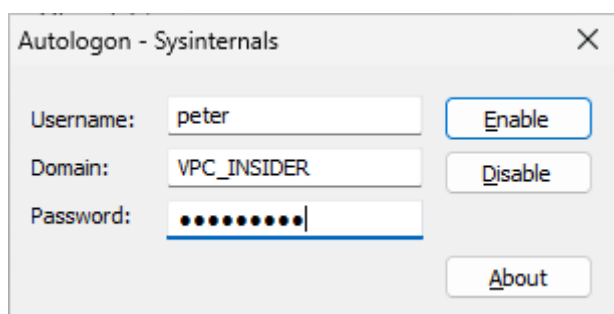 Autologon - Sysinternals
Username: peter Enable
Domain: VPC_INSIDER Disable
Password: ●●●●●●●●●
About